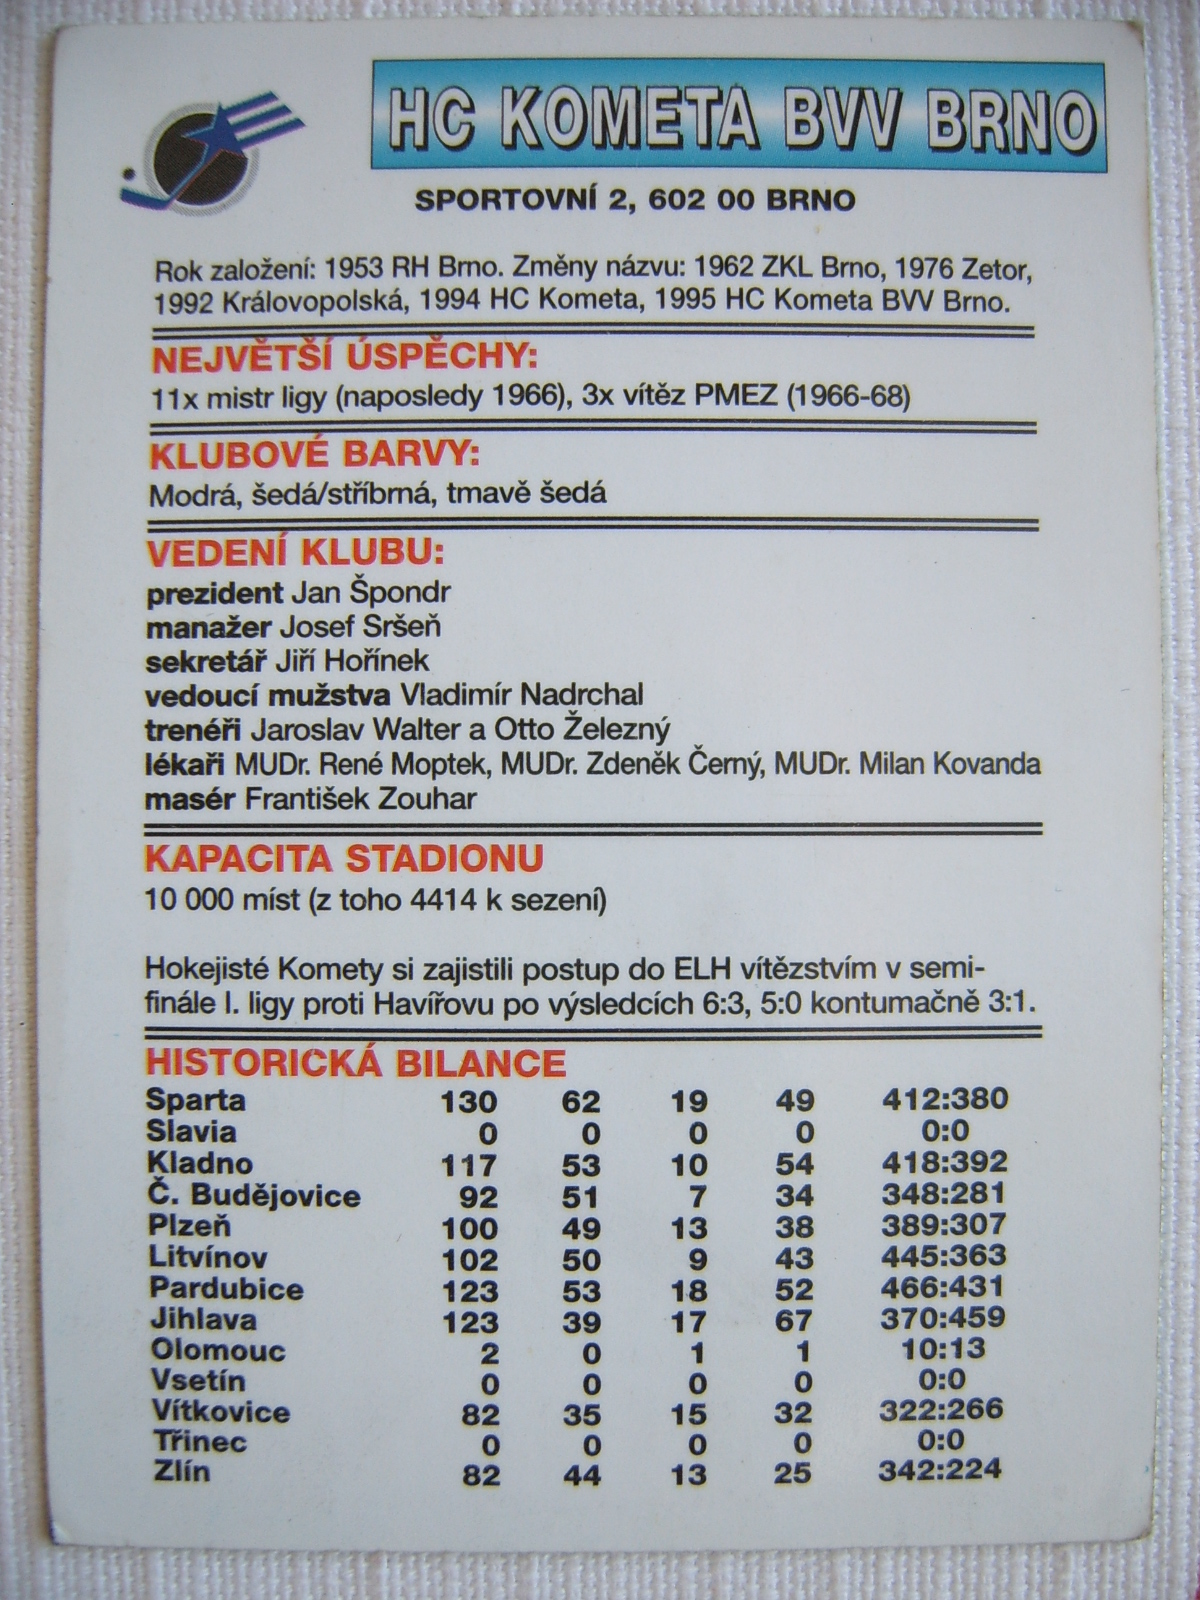 HC KOMETA BVV BRNO
SPORTOVNÍ 2, 602 00 BRNO
Rok založení: 1953 RH Brno. Změny názvu: 1962 ZKL Brno, 1976 Zetor,
1992 Královopolská, 1994 HC Kometa, 1995 HC Kometa BVV Brno.
NEJVĚTŠÍ ÚSPĚCHY:
11x mistr ligy (naposledy 1966), 3x vítěz PMEZ (1966-68)
KLUBOVÉ BARVY:
Modrá, šedá/stříbrná, tmavě šedá
VEDENÍ KLUBU:
prezident Jan Špondr
manažer Josef Sršeň
sekretář Jiří Hořínek
vedoucí mužstva Vladimír Nadrchal
trenéři Jaroslav Walter a Otto Železný
lékaři MUDr. René Moptek, MUDr. Zdeněk Černý, MUDr. Milan Kovanda
masér František Zouhar
KAPACITA STADIONU
10 000 míst (z toho 4414 k sezení)
Hokejisté Komety si zajistili postup do ELH vítězstvím v semi-
finále I. ligy proti Havířovu po výsledcích 6:3, 5:0 kontumačně 3:1.
HISTORICKÁ BILANCE
Sparta 130 62 19 49 412:380
Slavia 0 0 0 0 0:0
Kladno 117 53 10 54 418:392
Č. Budějovice 92 51 7 34 348:281
Plzeň 100 49 13 38 389:307
Litvínov 102 50 9 43 445:363
Pardubice 123 53 18 52 466:431
Jihlava 123 39 17 67 370:459
Olomouc 2 0 1 1 10:13
Vsetín 0 0 0 0 0:0
Vítkovice 82 35 15 32 322:266
Třinec 0 0 0 0 0:0
Zlín 82 44 13 25 342:224